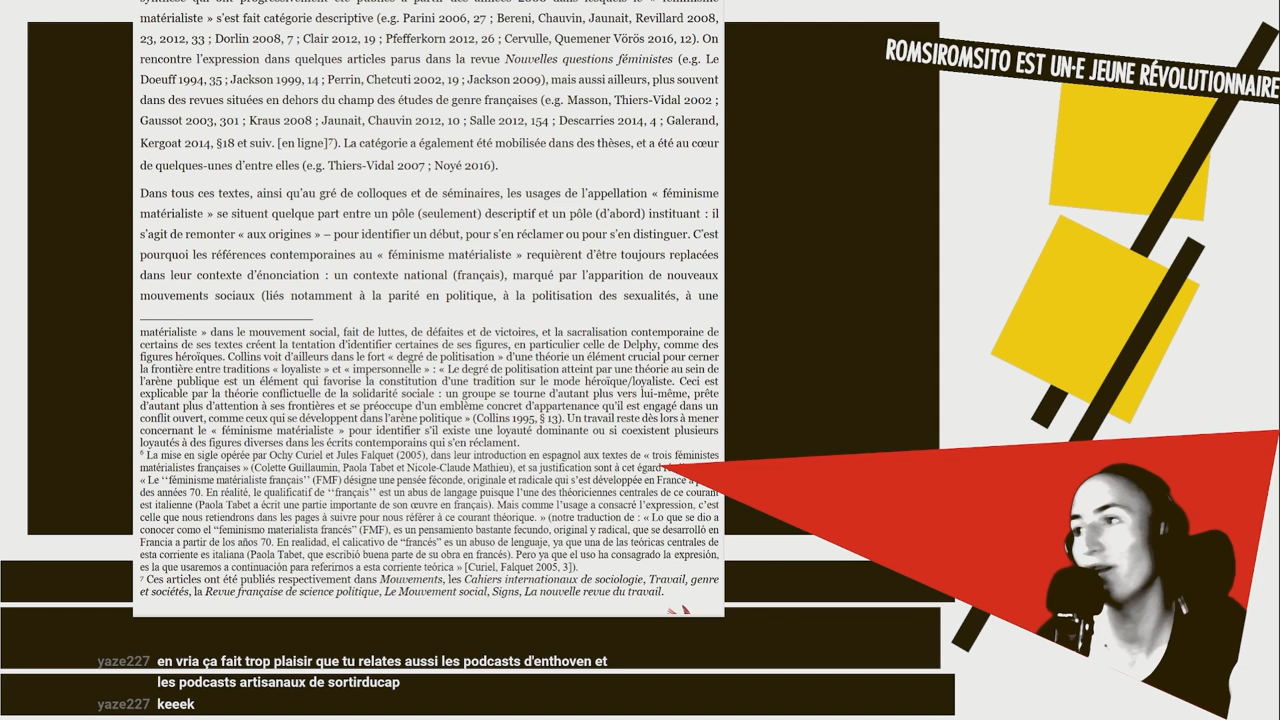 matérialiste » s'est fait catégorie descriptive (e.g. Parini 2006, 27 ; Bereni, Chauvin, Jaunait, Revillard 2008,
23, 2012, 33 ; Dorlin 2008, 7 ; Clair 2012, 19 ; Pfefferkorn 2012, 26 ; Cervulle, Quemener Vörös 2016, 12). On
rencontre l'expression dans quelques articles parus dans la revue Nouvelles questions féministes (e.g. Le
Doeuff 1994, 35 ; Jackson 1999, 14 ; Perrin, Chetcuti 2002, 19 ; Jackson 2009), mais aussi ailleurs, plus souvent
dans des revues situées en dehors du champ des études de genre françaises (e.g. Masson, Thiers-Vidal 2002 ;
Gaussot 2003, 301 ; Kraus 2008 ; Jaunait, Chauvin 2012, 10 ; Salle 2012, 154 ; Descarries 2014, 4 ; Galerand,
Kergoat 2014, §18 et suiv. [en ligne]⁷). La catégorie a également été mobilisée dans des thèses, et a été au cœur
de quelques-unes d'entre elles (e.g. Thiers-Vidal 2007 ; Noyé 2016).
Dans tous ces textes, ainsi qu'au gré de colloques et de séminaires, les usages de l'appellation « féminisme
matérialiste » se situent quelque part entre un pôle (seulement) descriptif et un pôle (d'abord) instituant : il
s'agit de remonter « aux origines » – pour identifier un début, pour s'en réclamer ou pour s'en distinguer. C'est
pourquoi les références contemporaines au « féminisme matérialiste » requièrent d'être toujours replacées
dans leur contexte d'énonciation : un contexte national (français), marqué par l'apparition de nouveaux
mouvements sociaux (liés notamment à la parité en politique, à la politisation des sexualités, à une
matérialiste » dans le mouvement social, fait de luttes, de défaites et de victoires, et la sacralisation contemporaine de
certains de ses textes créent la tentation d'identifier certaines de ses figures, en particulier celle de Delphy, comme des
figures héroïques. Collins voit d'ailleurs dans le fort « degré de politisation » d'une théorie un élément crucial pour cerner
la frontière entre traditions « loyaliste » et « impersonnelle » : « Le degré de politisation atteint par une théorie au sein de
l'arène publique est un élément qui favorise la constitution d'une tradition sur le mode héroïque/loyaliste. Ceci est
explicable par la théorie conflictuelle de la solidarité sociale : un groupe se tourne d'autant plus vers lui-même, prête
d'autant plus d'attention à ses frontières et se préoccupe d'un emblème concret d'appartenance qu'il est engagé dans un
conflit ouvert, comme ceux qui se développent dans l'arène politique » (Collins 1995, § 13). Un travail reste dès lors à mener
concernant le « féminisme matérialiste » pour identifier s'il existe une loyauté dominante ou si coexistent plusieurs
loyautés à des figures diverses dans les écrits contemporains qui s'en réclament.
⁶ La mise en sigle opérée par Ochy Curiel et Jules Falquet (2005), dans leur introduction en espagnol aux textes de « trois féministes
matérialistes françaises » (Colette Guillaumin, Paola Tabet et Nicole-Claude Mathieu), et sa justification sont à cet égard
« Le ''féminisme matérialiste français'' (FMF) désigne une pensée féconde, originale et radicale qui s'est développée en France
des années 70. En réalité, le qualificatif de ''français'' est un abus de langage puisque l'une des théoriciennes centrales de ce courant
est italienne (Paola Tabet a écrit une partie importante de son œuvre en français). Mais comme l'usage a consacré l'expression, c'est
celle que nous retiendrons dans les pages à suivre pour nous référer à ce courant théorique. » (notre traduction de : « Lo que se dio a
conocer como el "feminismo materialista francés" (FMF), es un pensamiento bastante fecundo, original y radical, que se desarrolló en
Francia a partir de los años 70. En realidad, el calicativo de "francés" es un abuso de lenguaje, ya que una de las teóricas centrales de
esta corriente es italiana (Paola Tabet, que escribió buena parte de su obra en francés). Pero ya que el uso ha consagrado la expresión,
es la que usaremos a continuación para referirnos a esta corriente teórica » [Curiel, Falquet 2005, 3]).
⁷ Ces articles ont été publiés respectivement dans Mouvements, les Cahiers internationaux de sociologie, Travail, genre
et sociétés, la Revue française de science politique, Le Mouvement social, Signs, La nouvelle revue du travail.
ROMSIROMSITO EST UN·E JEUNE RÉVOLUTIONNAIRE
yaze227 en vria ça fait trop plaisir que tu relates aussi les podcasts d'enthoven et
les podcasts artisanaux de sortirducap
yaze227 keeek